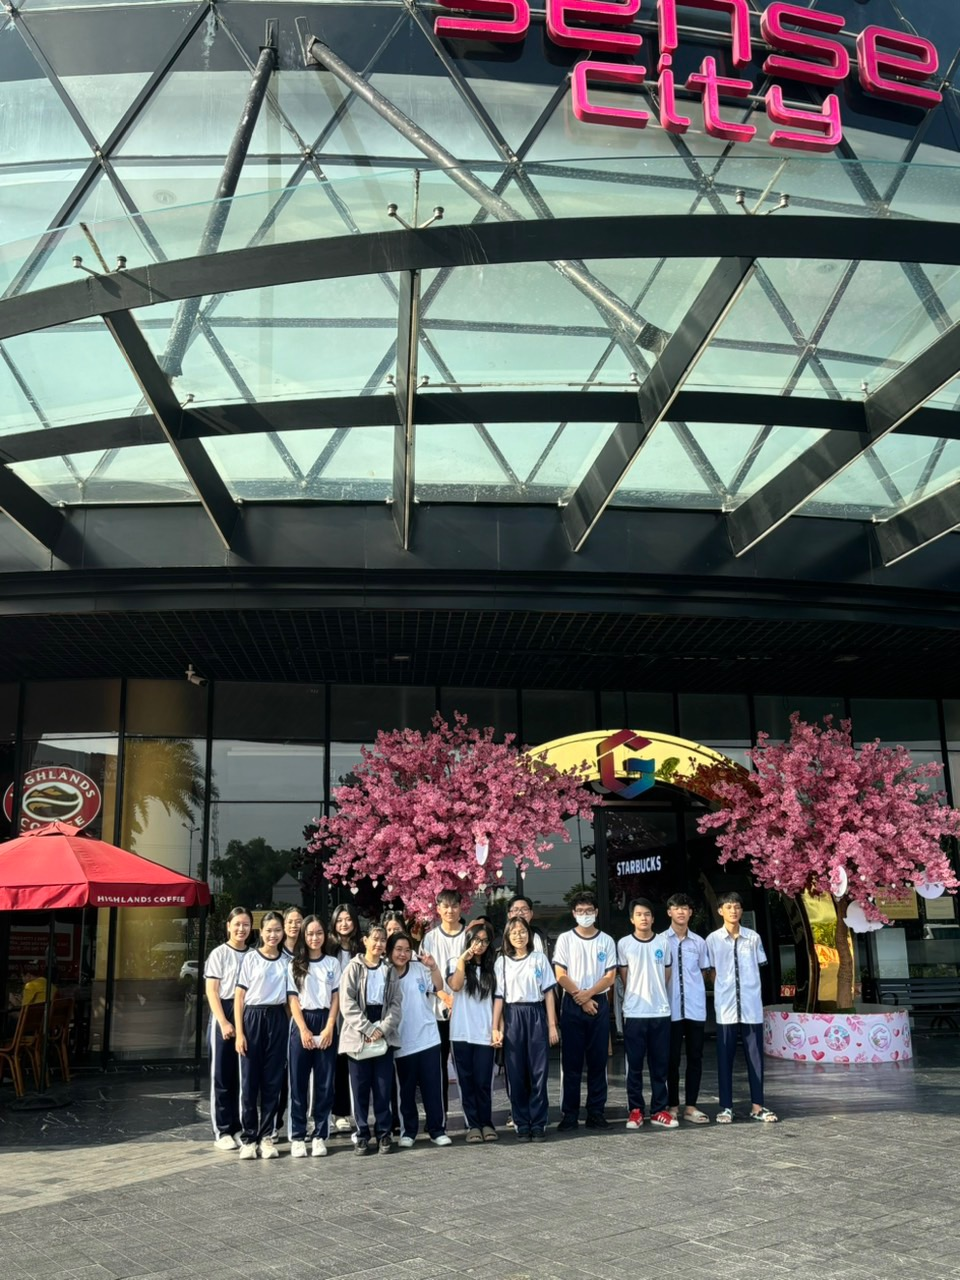 sense
city
G
HIGHLANDS
COFFEE
STARBUCKS
HIGHLANDS COFFEE